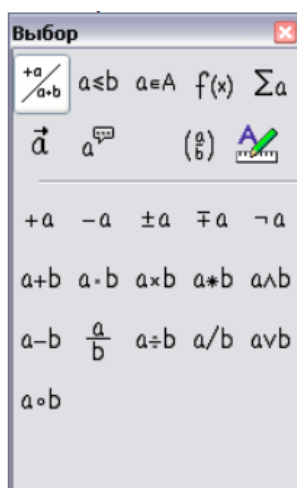 Выбор
+a/a+b a≤b a∈A f(x) Σa
a⃗ a (a/b) A
+a −a ±a ∓a ¬a
a+b a·b a×b a∗b a∧b
a−b a/b a÷b a/b a∨b
a∘b